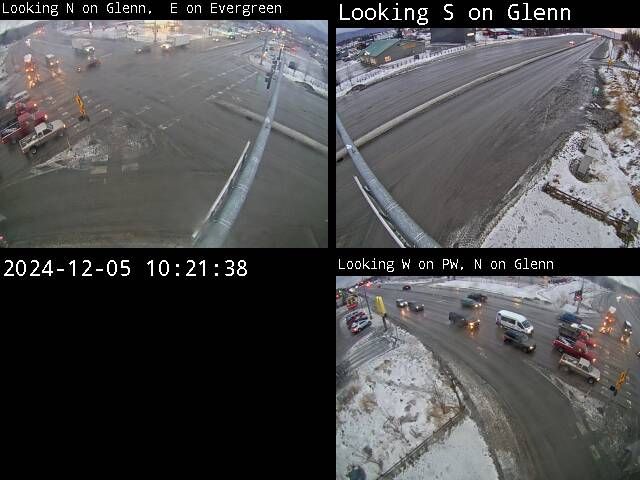 Looking N on Glenn,  E on Evergreen
Looking S on Glenn
2024-12-05 10:21:38
Looking W on PW, N on Glenn